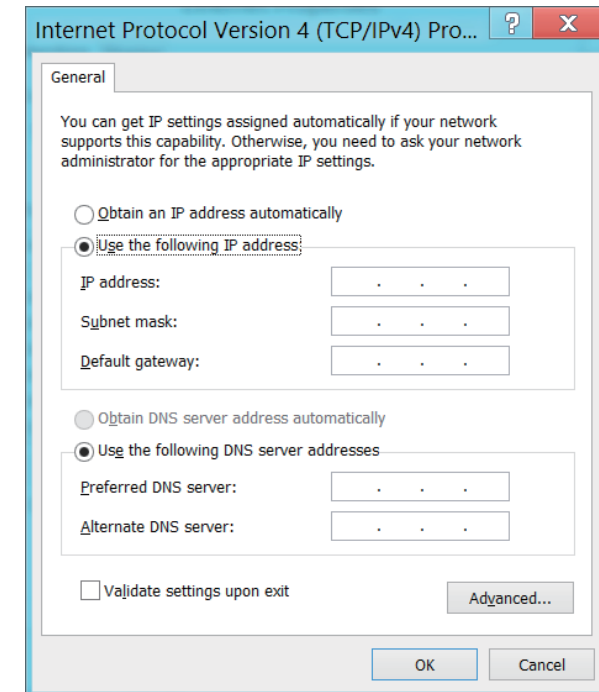 Internet Protocol Version 4 (TCP/IPv4) Pro... ? X
General
You can get IP settings assigned automatically if your network
supports this capability. Otherwise, you need to ask your network
administrator for the appropriate IP settings.
Obtain an IP address automatically
Use the following IP address:
IP address: . . .
Subnet mask: . . .
Default gateway: . . .
Obtain DNS server address automatically
Use the following DNS server addresses
Preferred DNS server: . . .
Alternate DNS server: . . .
Validate settings upon exit
Advanced...
OK Cancel